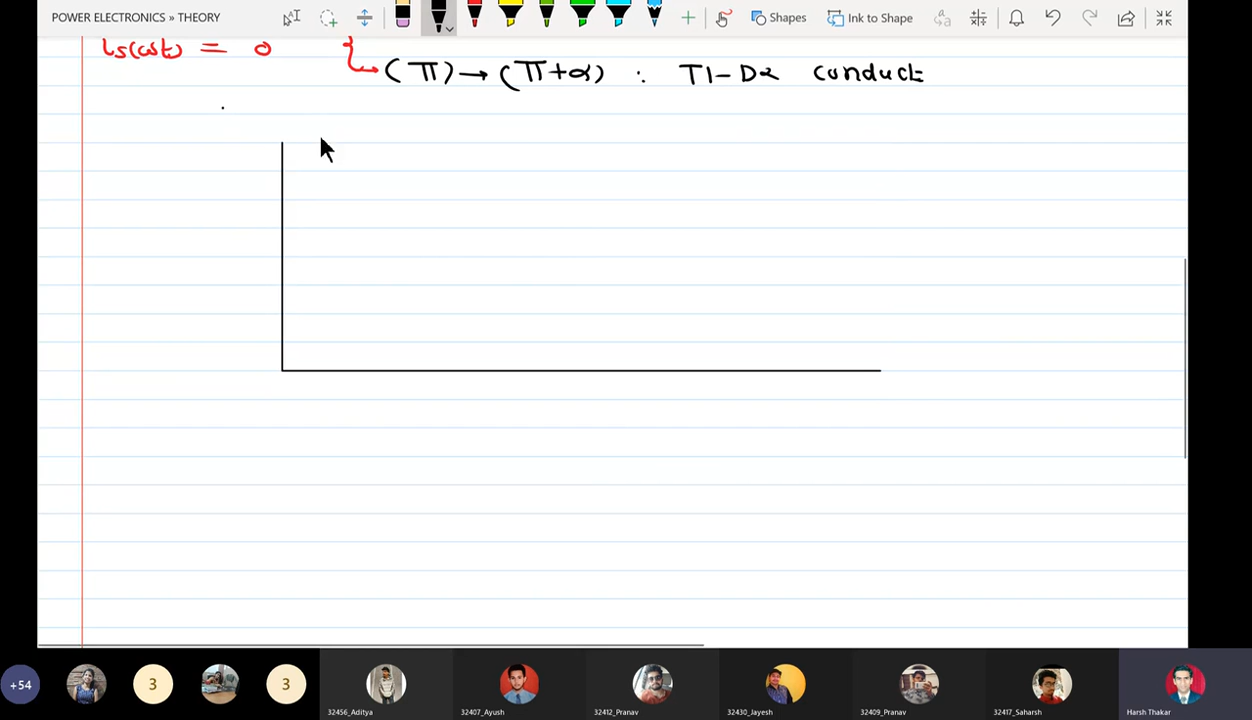 POWER ELECTRONICS » THEORY
Shapes
Ink to Shape
is(ωt) = 0
(π) → (π+α) : T1-D2 conduct
+54
3
3
32456_Aditya
32407_Ayush
32412_Pranav
32430_Jayesh
32409_Pranav
32417_Saharsh
Harsh Thakar